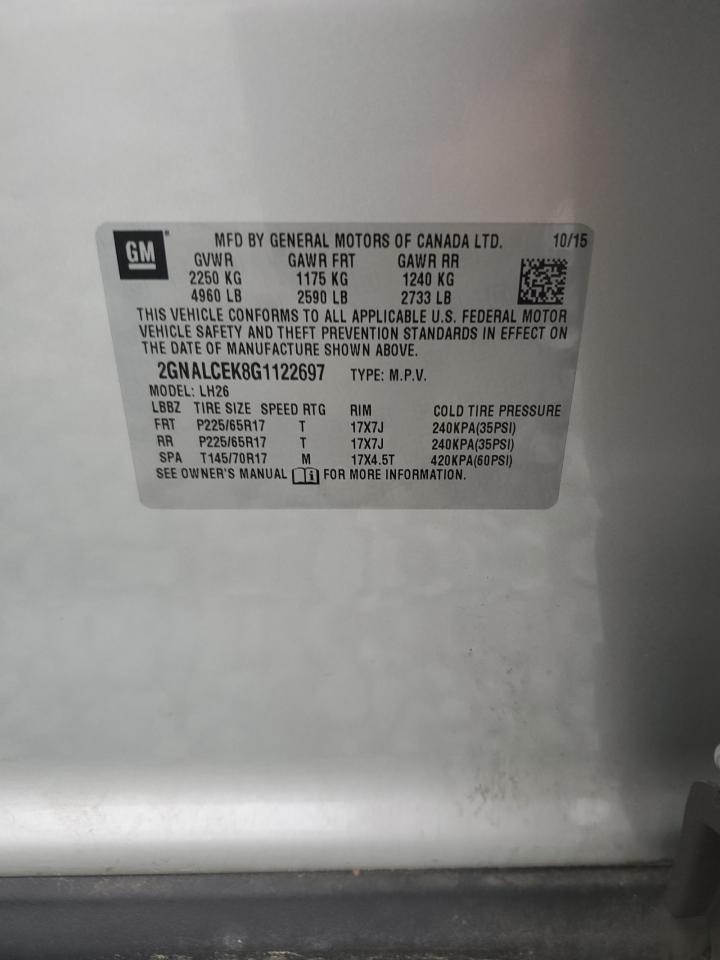 GM ® MFD BY GENERAL MOTORS OF CANADA LTD. 10/15
GVWR GAWR FRT GAWR RR
2250 KG 1175 KG 1240 KG
4960 LB 2590 LB 2733 LB
THIS VEHICLE CONFORMS TO ALL APPLICABLE U.S. FEDERAL MOTOR
VEHICLE SAFETY AND THEFT PREVENTION STANDARDS IN EFFECT ON
THE DATE OF MANUFACTURE SHOWN ABOVE.
2GNALCEK8G1122697 TYPE: M.P.V.
MODEL: LH26
LBBZ TIRE SIZE SPEED RTG RIM COLD TIRE PRESSURE
FRT P225/65R17 T 17X7J 240KPA(35PSI)
RR P225/65R17 T 17X7J 240KPA(35PSI)
SPA T145/70R17 M 17X4.5T 420KPA(60PSI)
SEE OWNER'S MANUAL i FOR MORE INFORMATION.